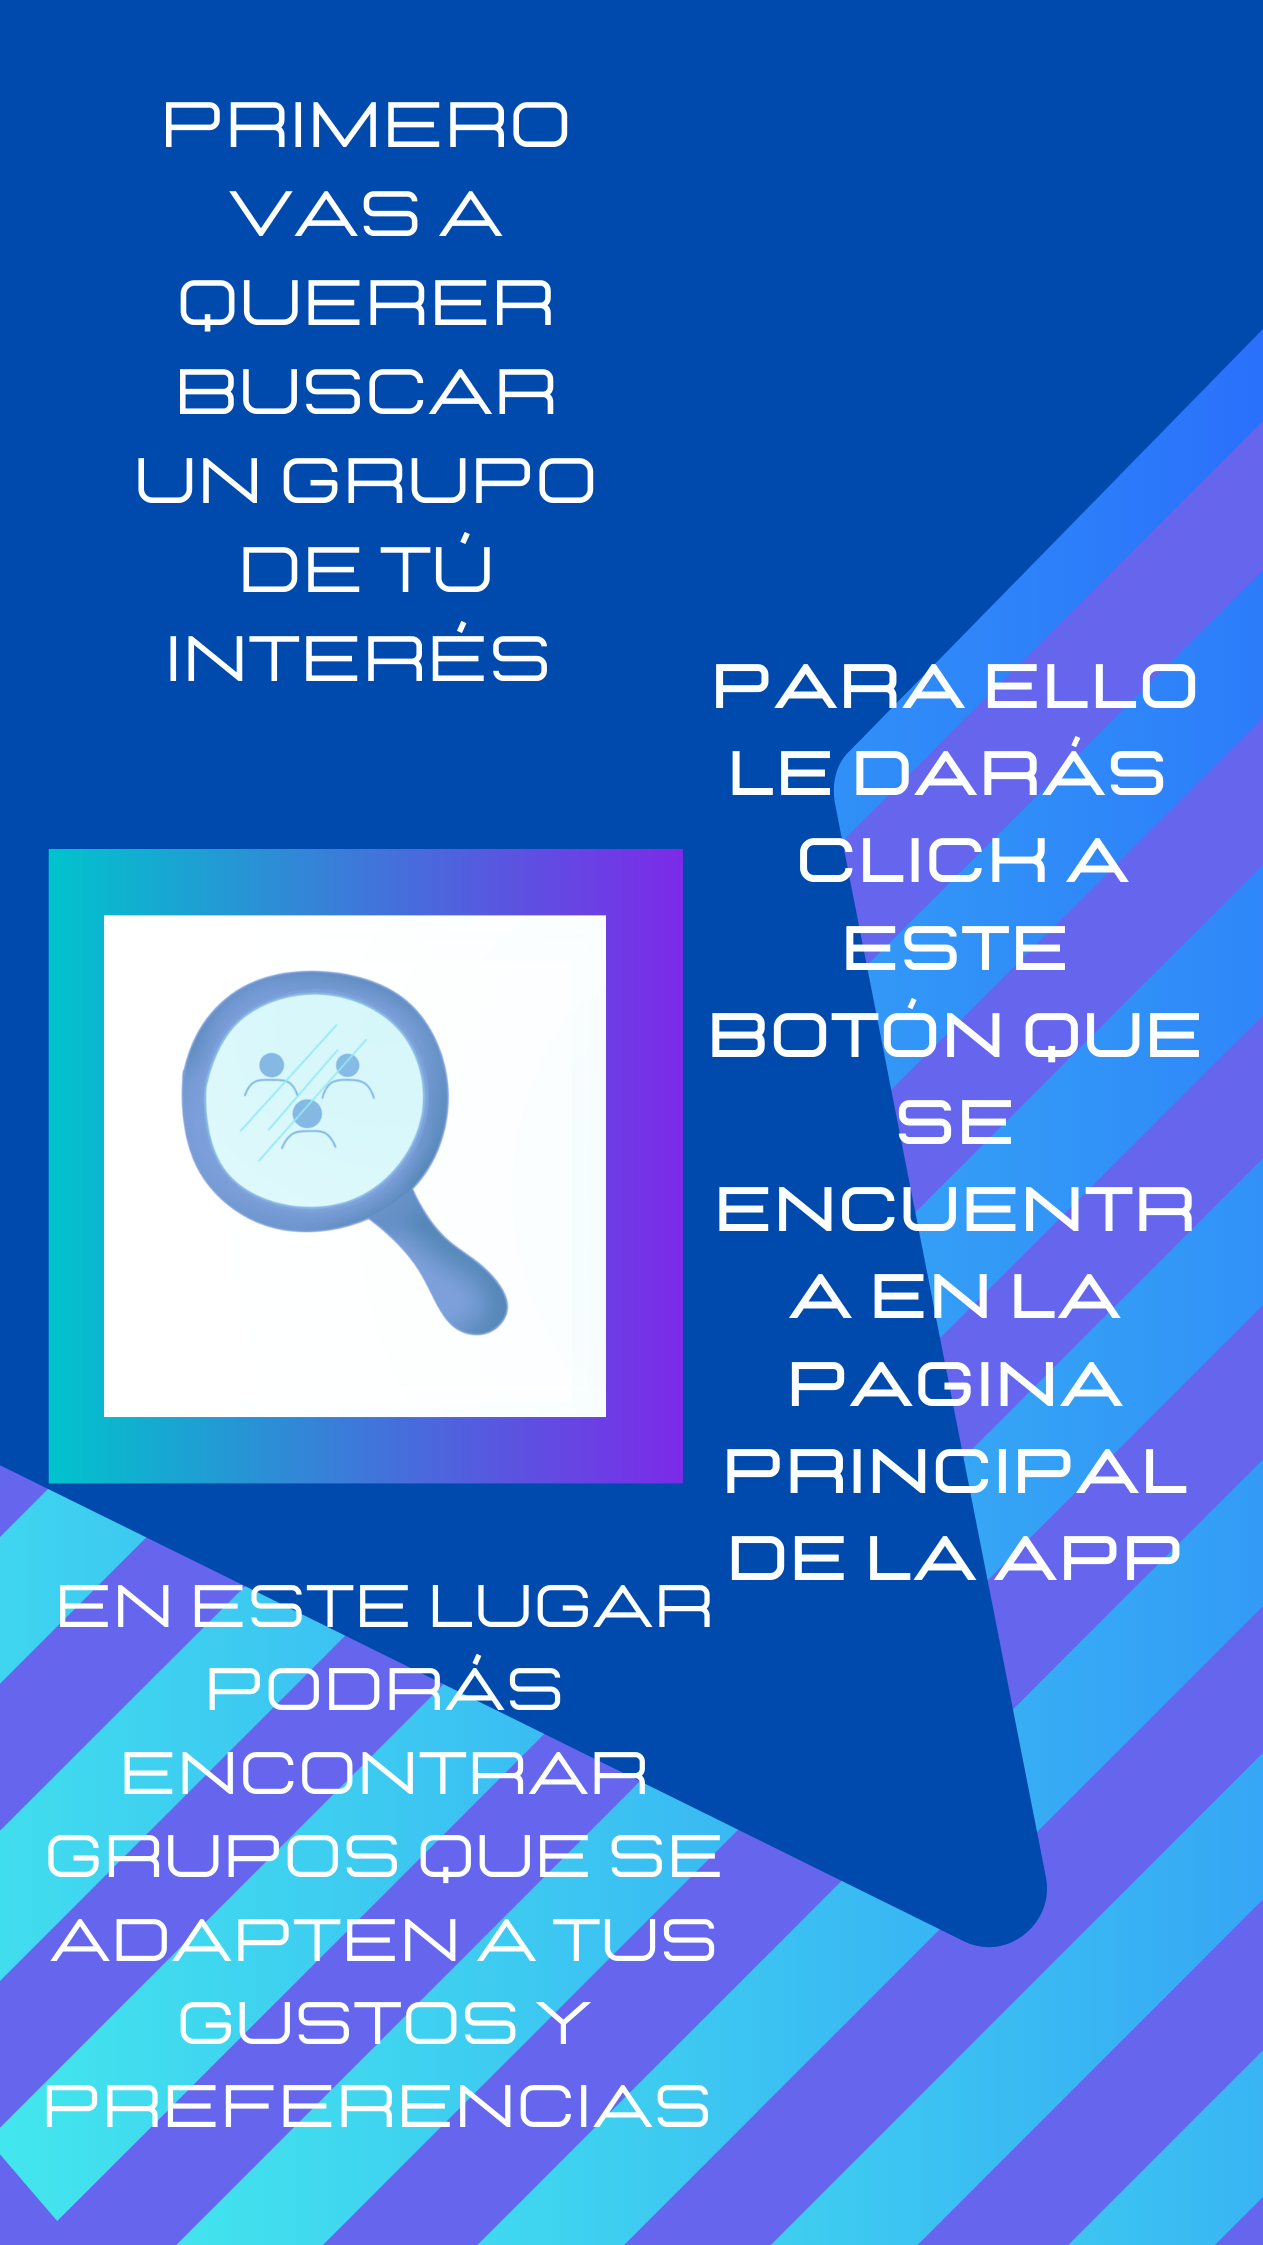 PRIMERO
VAS A
QUERER
BUSCAR
UN GRUPO
DE TÚ
INTERÉS
PARA ELLO
LE DARÁS
CLICK A
ESTE
BOTÓN QUE
SE
ENCUENTR
A EN LA
PAGINA
PRINCIPAL
DE LA APP
EN ESTE LUGAR
PODRÁS
ENCONTRAR
GRUPOS QUE SE
ADAPTEN A TUS
GUSTOS Y
PREFERENCIAS